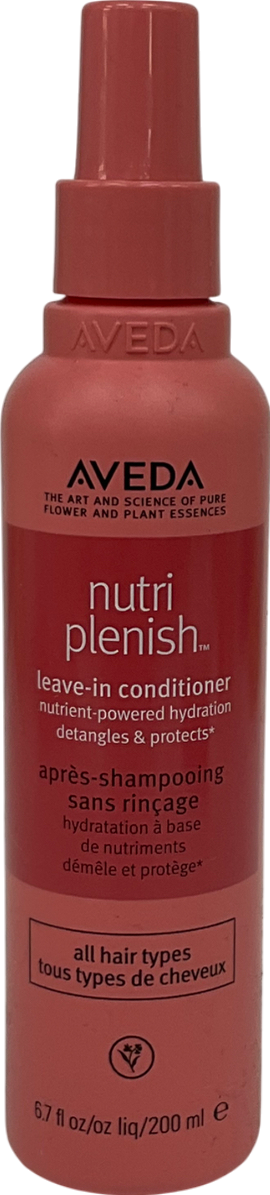 AVEDA
AVEDA
THE ART AND SCIENCE OF PURE
FLOWER AND PLANT ESSENCES
nutri
plenish™
leave-in conditioner
nutrient-powered hydration
detangles & protects*
après-shampooing
sans rinçage
hydratation à base
de nutriments
démêle et protège*
all hair types
tous types de cheveux
6.7 fl oz/oz liq/200 ml e